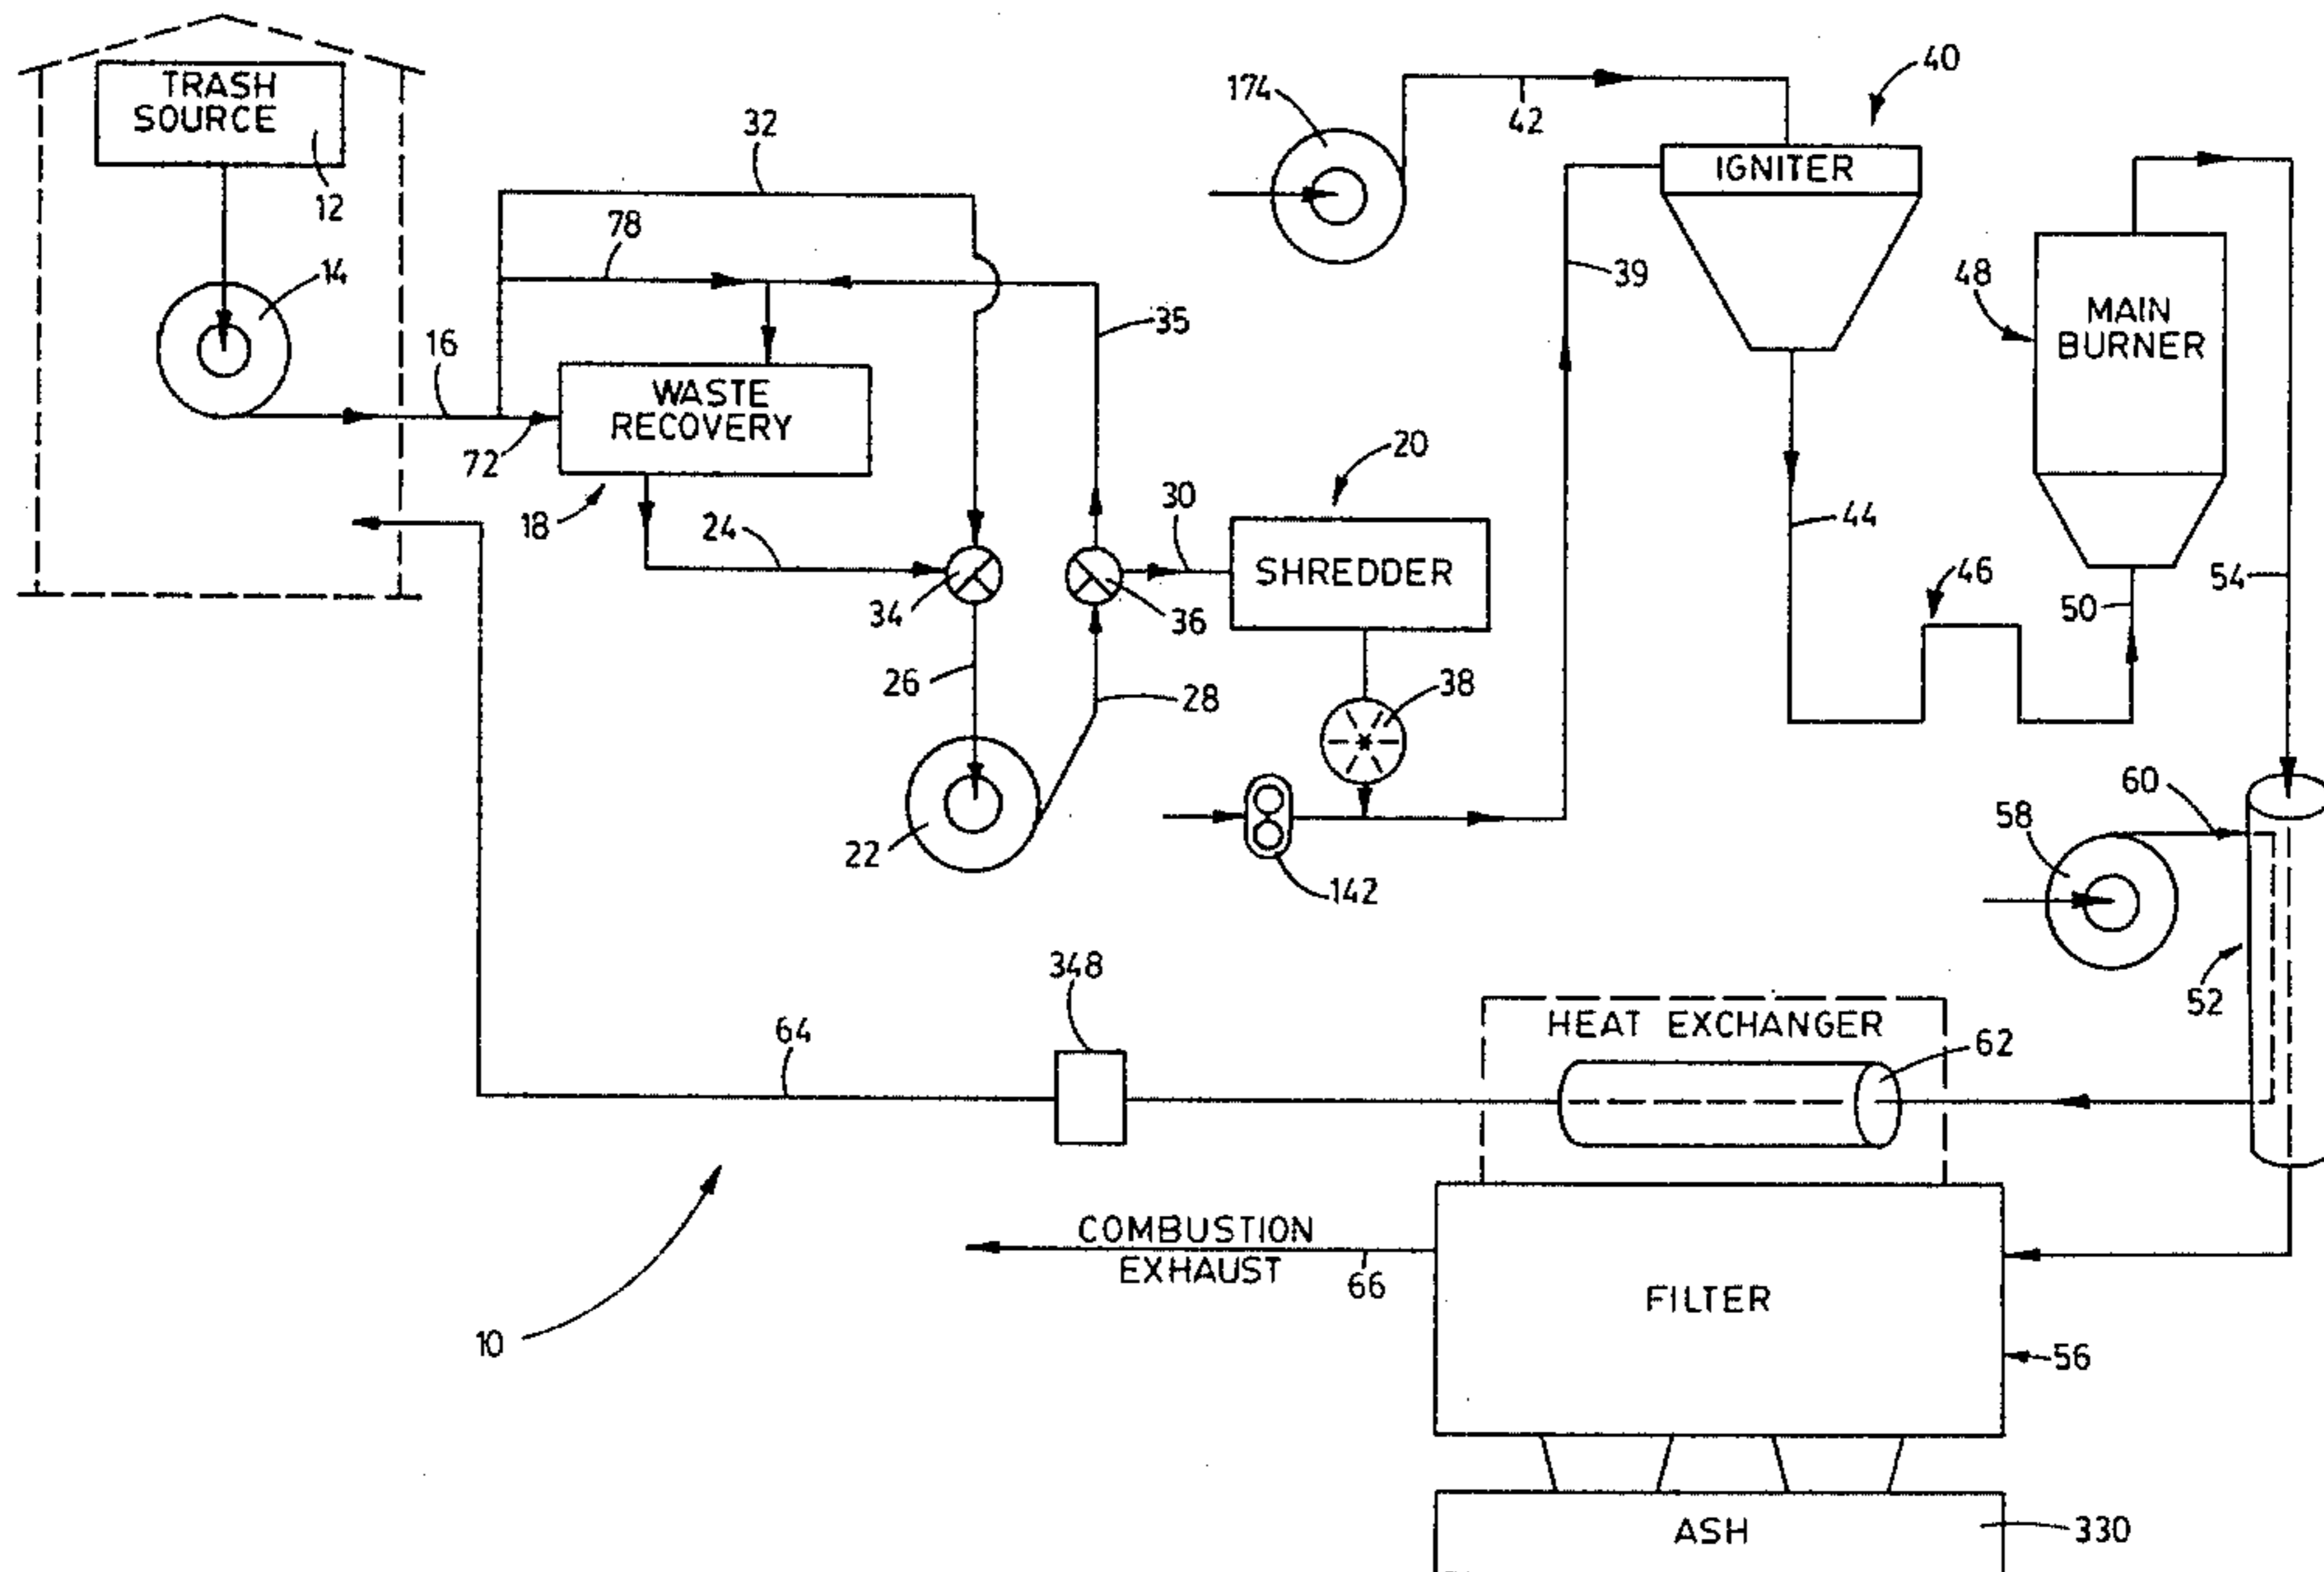 TRASH
SOURCE
12
14
16
72
WASTE
RECOVERY
18
32
78
35
24
34
26
22
28
36
30
20
SHREDDER
38
142
39
174
42
40
IGNITER
44
46
48
MAIN
BURNER
50
54
58
60
52
HEAT EXCHANGER
62
348
64
10
COMBUSTION
EXHAUST
66
FILTER
56
ASH
330